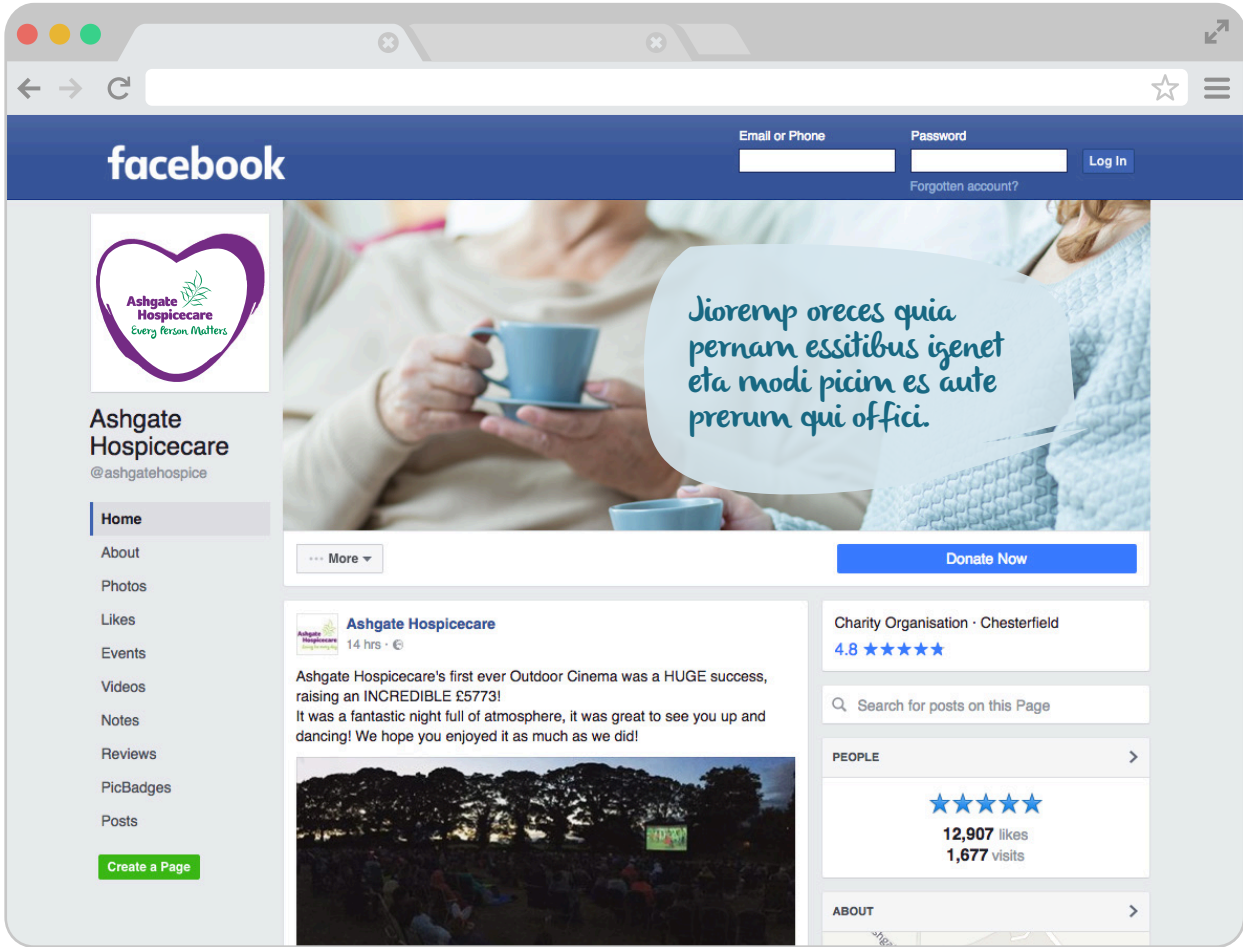 facebook
Email or Phone
Password
Log In
Forgotten account?
Ashgate
Hospicecare
Every Person Matters
Jioremp oreces quia
pernam essitibus igenet
eta modi picim es aute
prerum qui offici.
Ashgate
Hospicecare
@ashgatehospice
Home
About
Photos
Likes
Events
Videos
Notes
Reviews
PicBadges
Posts
Create a Page
More
Donate Now
Ashgate
Hospicecare
Ashgate Hospicecare
14 hrs ·
Ashgate Hospicecare's first ever Outdoor Cinema was a HUGE success,
raising an INCREDIBLE £5773!
It was a fantastic night full of atmosphere, it was great to see you up and
dancing! We hope you enjoyed it as much as we did!
Charity Organisation · Chesterfield
4.8
Search for posts on this Page
PEOPLE
12,907 likes
1,677 visits
ABOUT